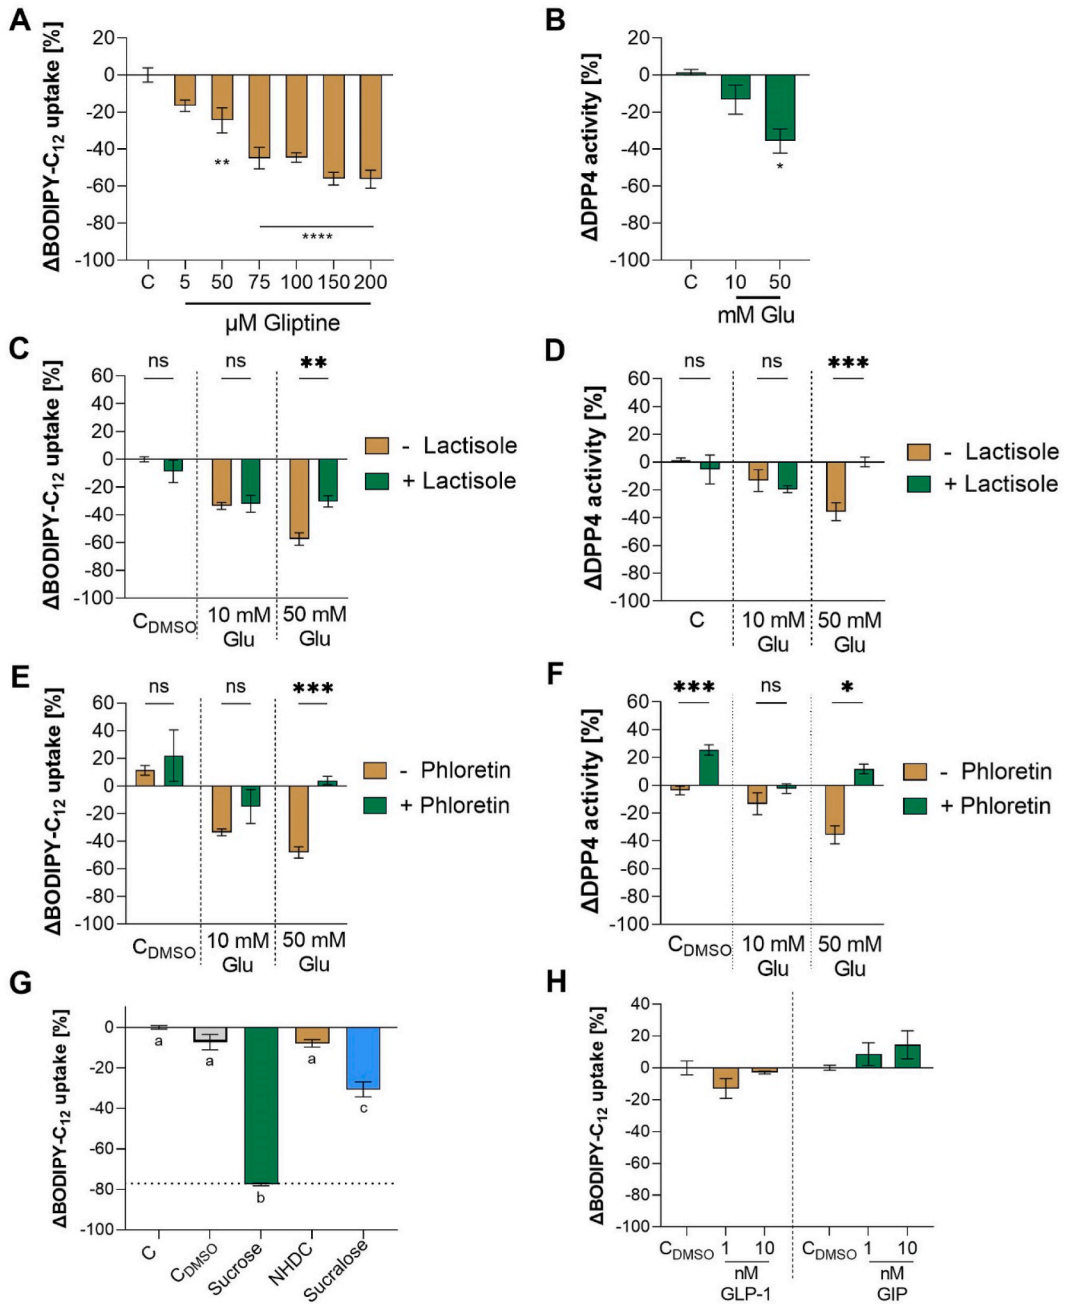 A
ΔBODIPY-C12 uptake [%]
20
0
-20
-40
-60
-80
-100
**
****
C 5 50 75 100 150 200
µM Gliptine
B
ΔDPP4 activity [%]
20
0
-20
-40
-60
-80
-100
*
C 10 50
mM Glu
C
ΔBODIPY-C12 uptake [%]
ns ns **
60
40
20
0
-20
-40
-60
-80
-100
- Lactisole
+ Lactisole
CDMSO 10 mM 50 mM
Glu Glu
D
ΔDPP4 activity [%]
ns ns ***
60
40
20
0
-20
-40
-60
-80
-100
- Lactisole
+ Lactisole
C 10 mM 50 mM
Glu Glu
E
ΔBODIPY-C12 uptake [%]
ns ns ***
60
40
20
0
-20
-40
-60
-80
-100
- Phloretin
+ Phloretin
CDMSO 10 mM 50 mM
Glu Glu
F
ΔDPP4 activity [%]
*** ns *
60
40
20
0
-20
-40
-60
-80
-100
- Phloretin
+ Phloretin
CDMSO 10 mM 50 mM
Glu Glu
G
ΔBODIPY-C12 uptake [%]
0
-20
-40
-60
-80
-100
a a b a c
C CDMSO Sucrose NHDC Sucralose
H
ΔBODIPY-C12 uptake [%]
40
20
0
-20
-40
-60
-80
-100
CDMSO 1 10 CDMSO 1 10
nM nM
GLP-1 GIP